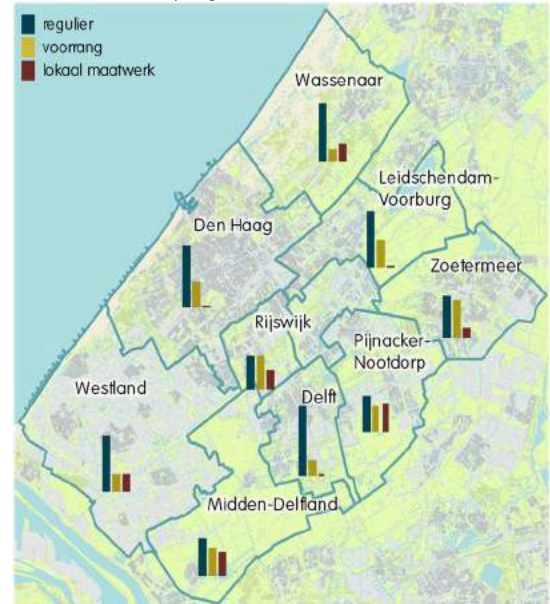 regulier
voorrang
lokaal maatwerk
Wassenaar
Leidschendam-
Voorburg
Den Haag
Zoetermeer
Rijswijk
Pijnacker-
Nootdorp
Westland
Delft
Midden-Delfland